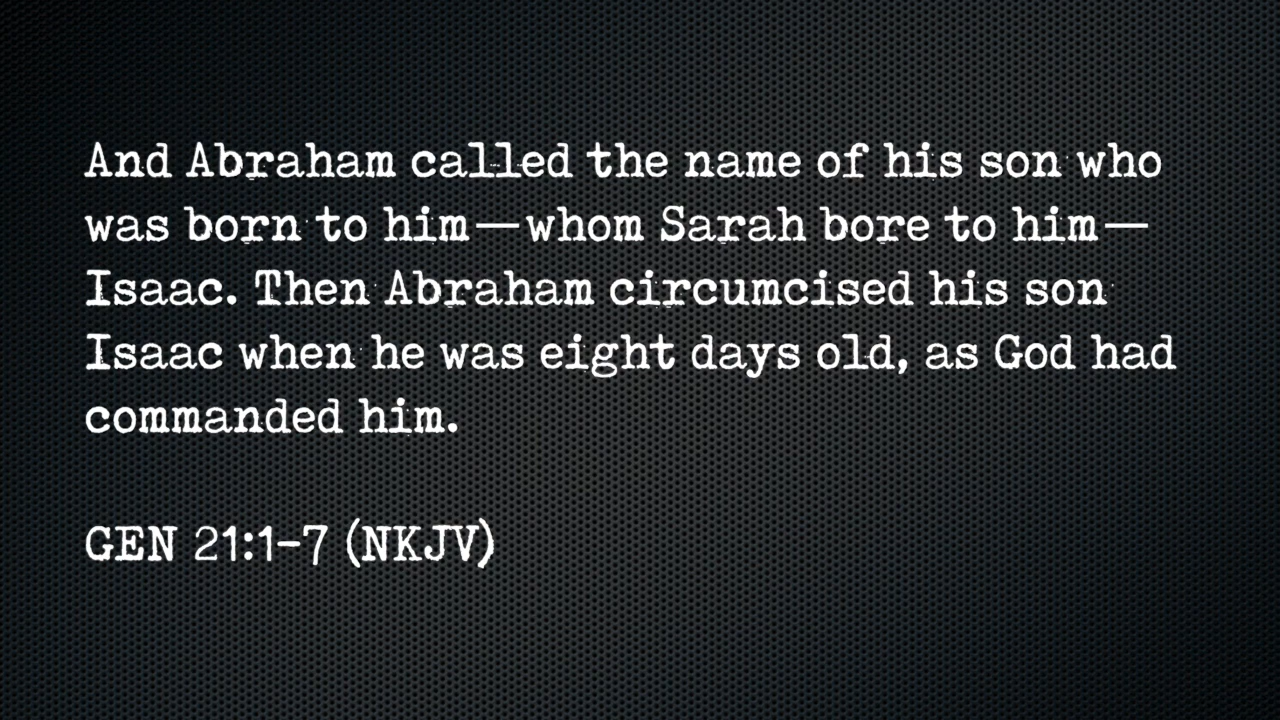 And Abraham called the name of his son who
was born to him—whom Sarah bore to him—
Isaac. Then Abraham circumcised his son
Isaac when he was eight days old, as God had
commanded him.
GEN 21:1-7 (NKJV)